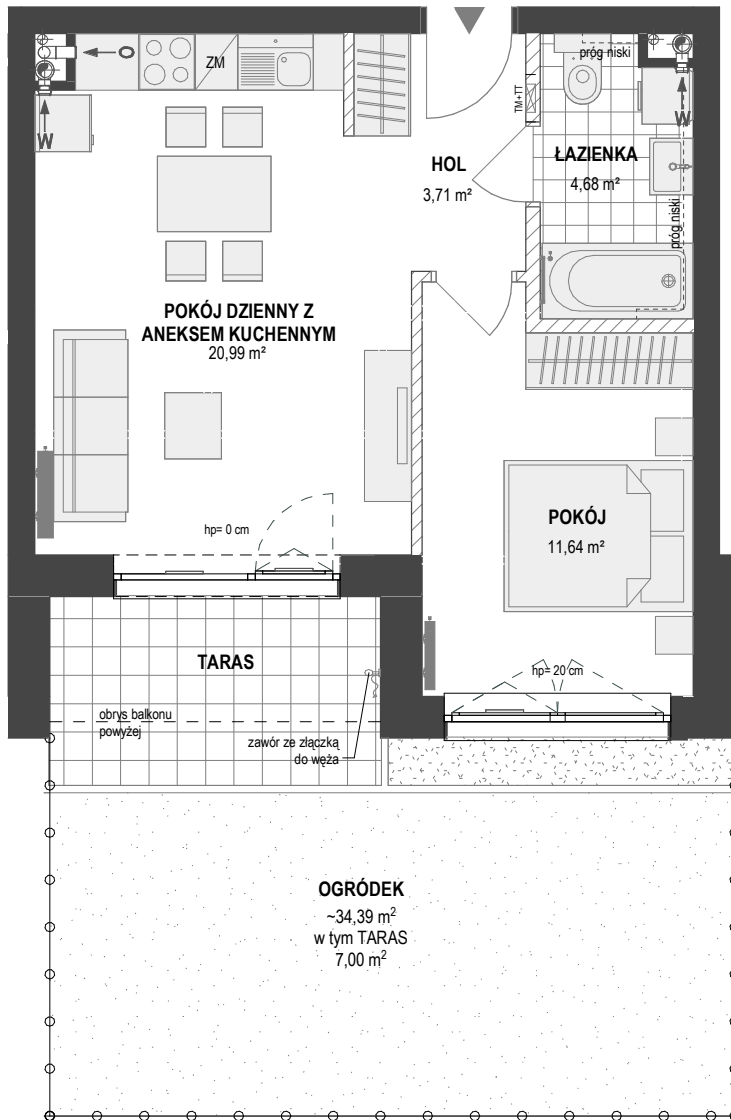 próg niski
O
ZM
W
TM+TT
W
HOL
3,71 m²
ŁAZIENKA
4,68 m²
próg niski
POKÓJ DZIENNY Z
ANEKSEM KUCHENNYM
20,99 m²
POKÓJ
11,64 m²
hp= 0 cm
TARAS
hp= 20 cm
obrys balkonu
powyżej
zawór ze złączką
do węża
OGRÓDEK
~34,39 m²
w tym TARAS
7,00 m²